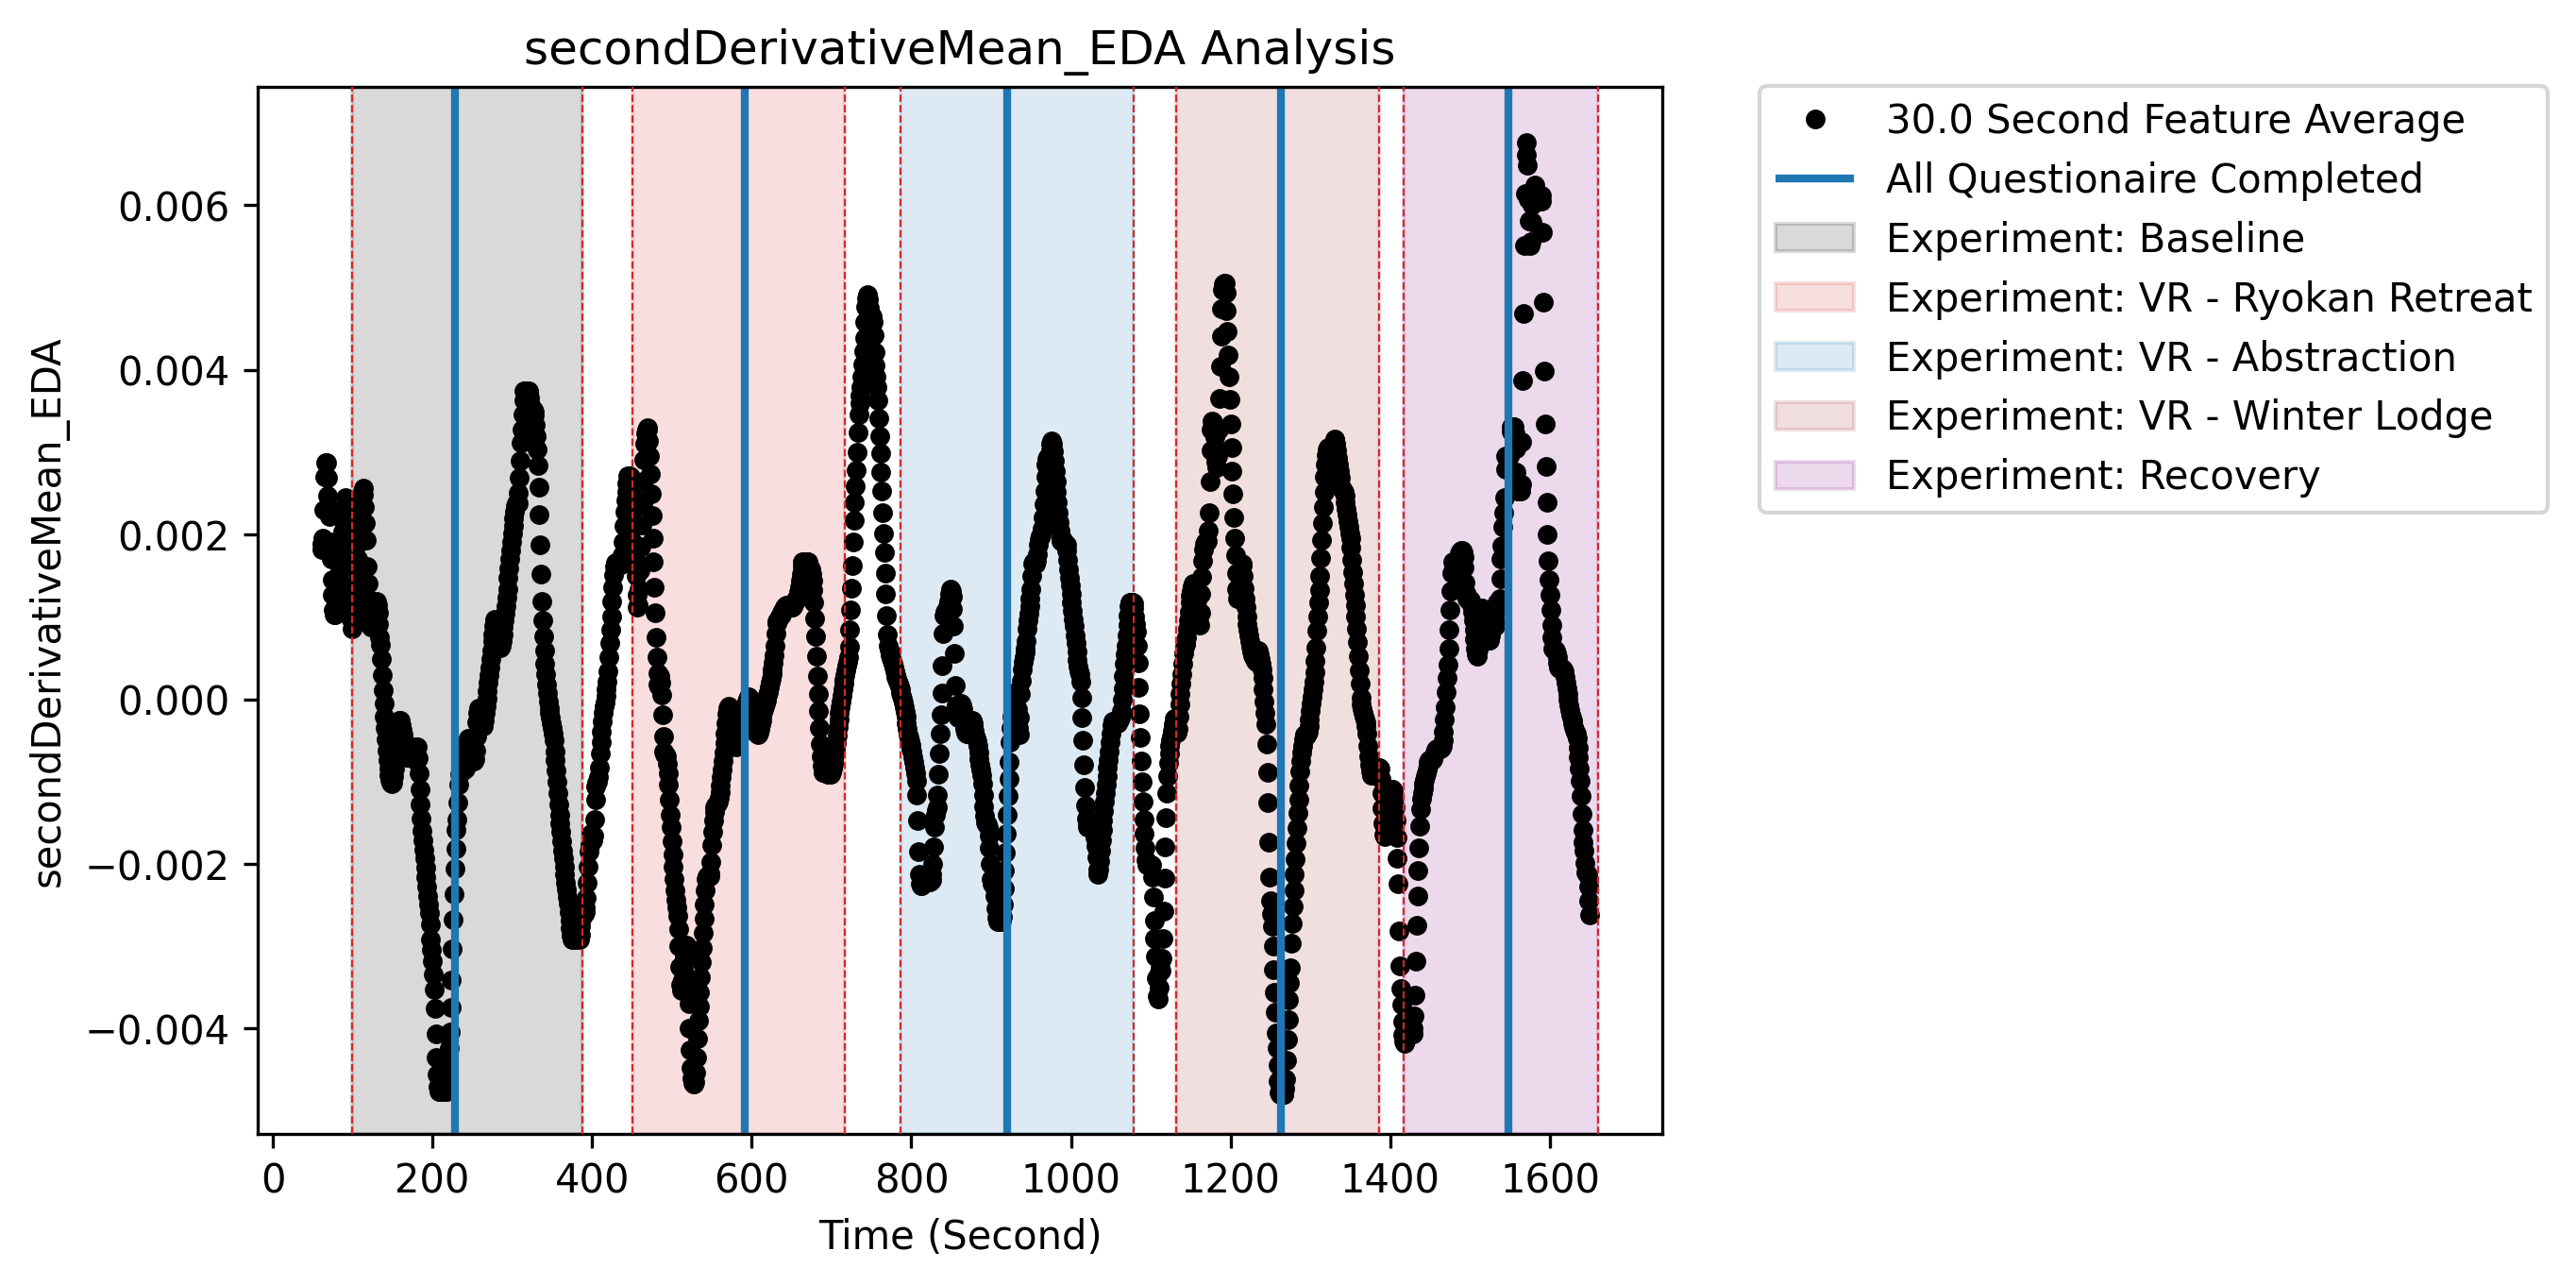 secondDerivativeMean_EDA Analysis
secondDerivativeMean_EDA
0.006
0.004
0.002
0.000
−0.002
−0.004
0 200 400 600 800 1000 1200 1400 1600
Time (Second)
30.0 Second Feature Average
All Questionaire Completed
Experiment: Baseline
Experiment: VR - Ryokan Retreat
Experiment: VR - Abstraction
Experiment: VR - Winter Lodge
Experiment: Recovery